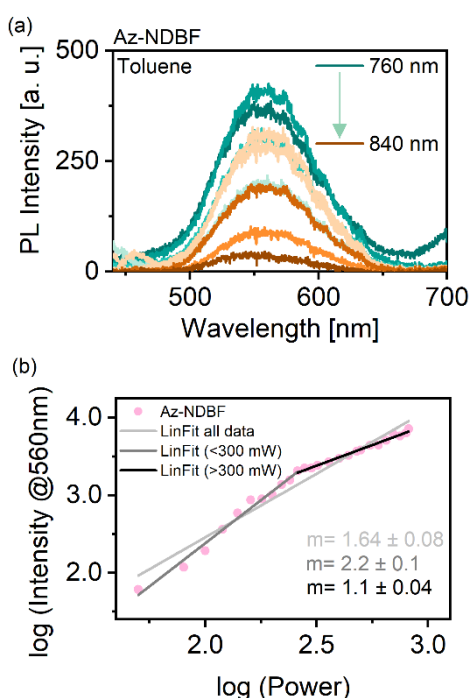 (a)
Az-NDBF
Toluene
760 nm
840 nm
PL Intensity [a. u.]
500
250
0
500
600
700
Wavelength [nm]
(b)
Az-NDBF
LinFit all data
LinFit (<300 mW)
LinFit (>300 mW)
log (Intensity @560nm)
4.0
3.0
2.0
m= 1.64 ± 0.08
m= 2.2 ± 0.1
m= 1.1 ± 0.04
2.0
2.5
3.0
log (Power)